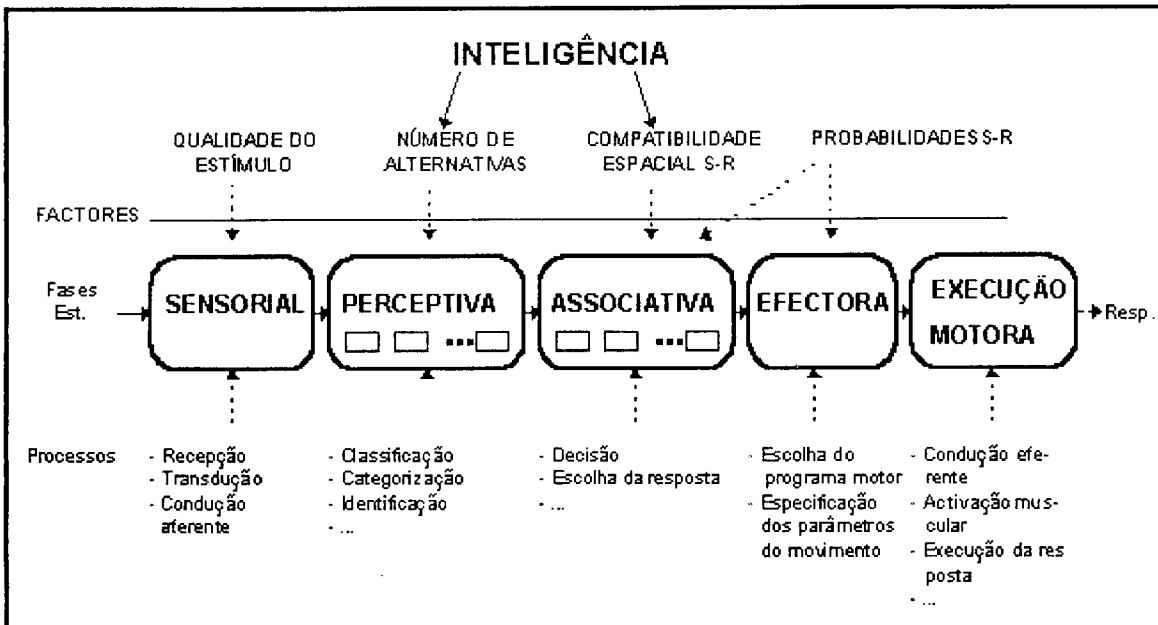 INTELIGÊNCIA
QUALIDADE DO
ESTÍMULO
NÚMERO DE
ALTERNATIVAS
COMPATIBILIDADE
ESPACIAL S-R
PROBABILIDADES S-R
FACTORES
Fases
Est.
SENSORIAL
PERCEPTIVA
...
ASSOCIATIVA
...
EFECTORA
EXECUÇÃO
MOTORA
Resp.
Processos
- Recepção
- Transdução
- Condução
aferente
- Classificação
- Categorização
- Identificação
- ...
- Decisão
- Escolha da resposta
- ...
- Escolha do
programa motor
- Especificação
dos parâmetros
do movimento
- Condução efe-
rente
- Activação mus-
cular
- Execução da res
posta
- ...